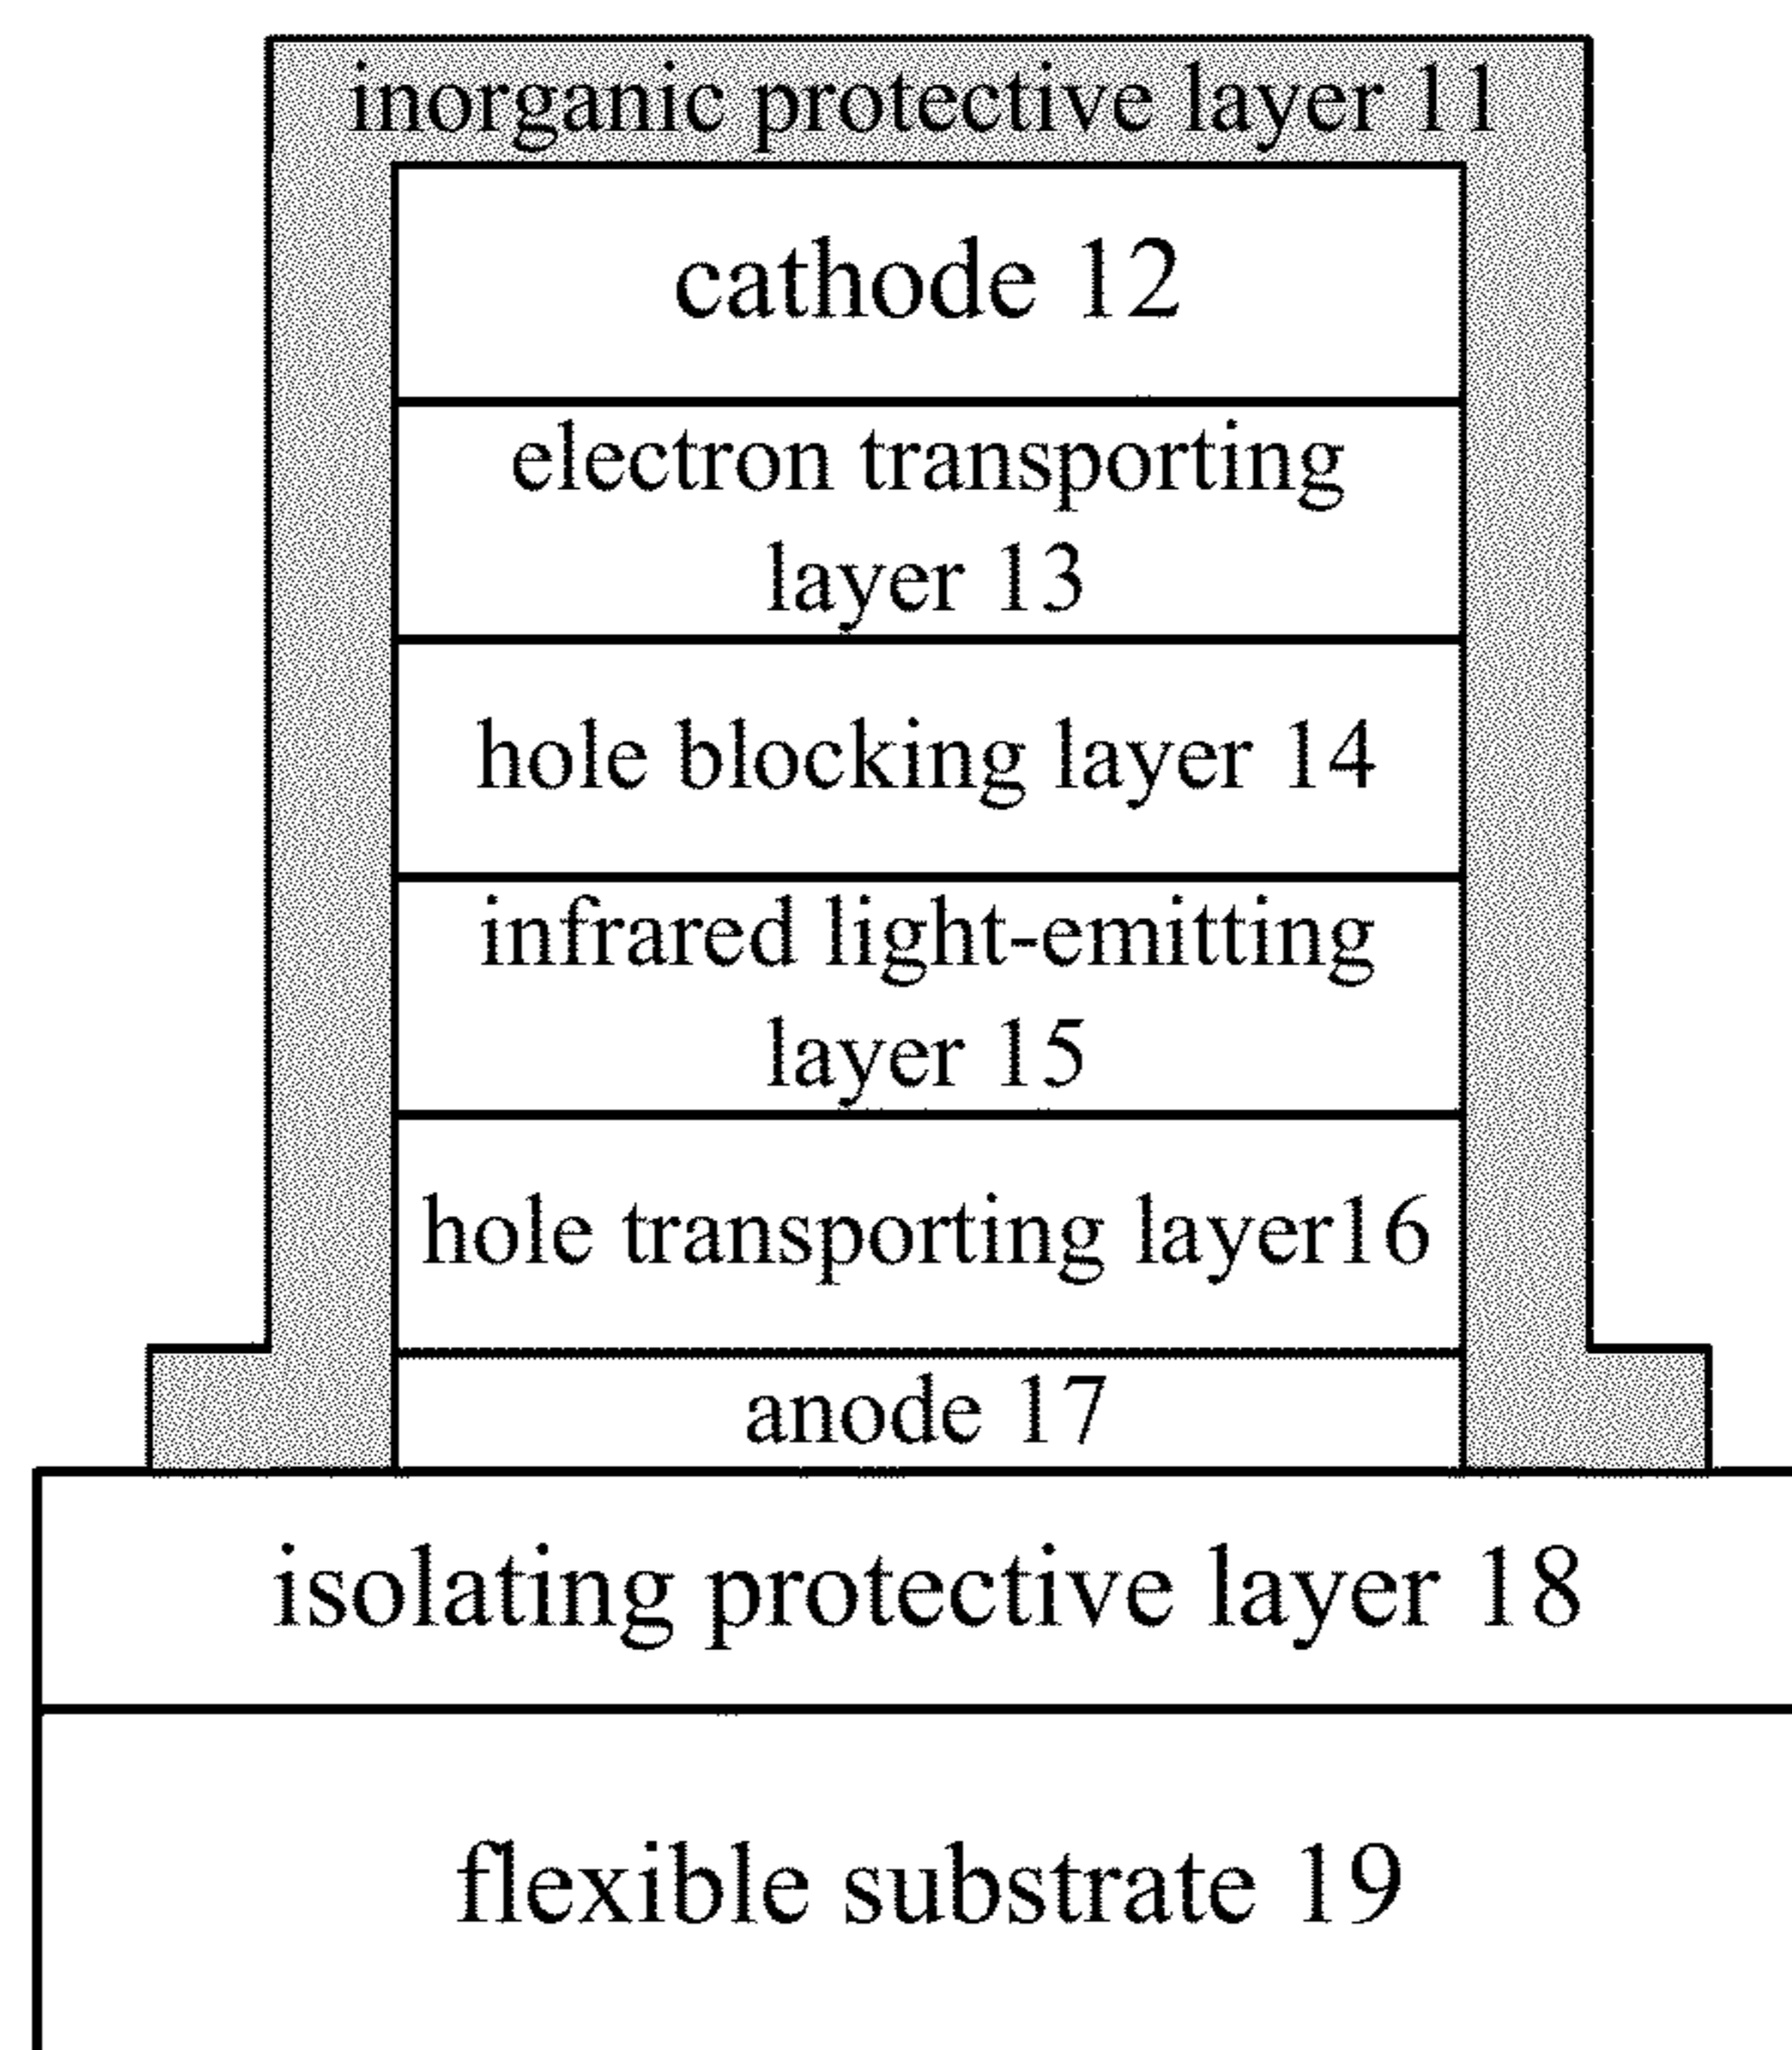 inorganic protective layer 11
cathode 12
electron transporting
layer 13
hole blocking layer 14
infrared light-emitting
layer 15
hole transporting layer16
anode 17
isolating protective layer 18
flexible substrate 19